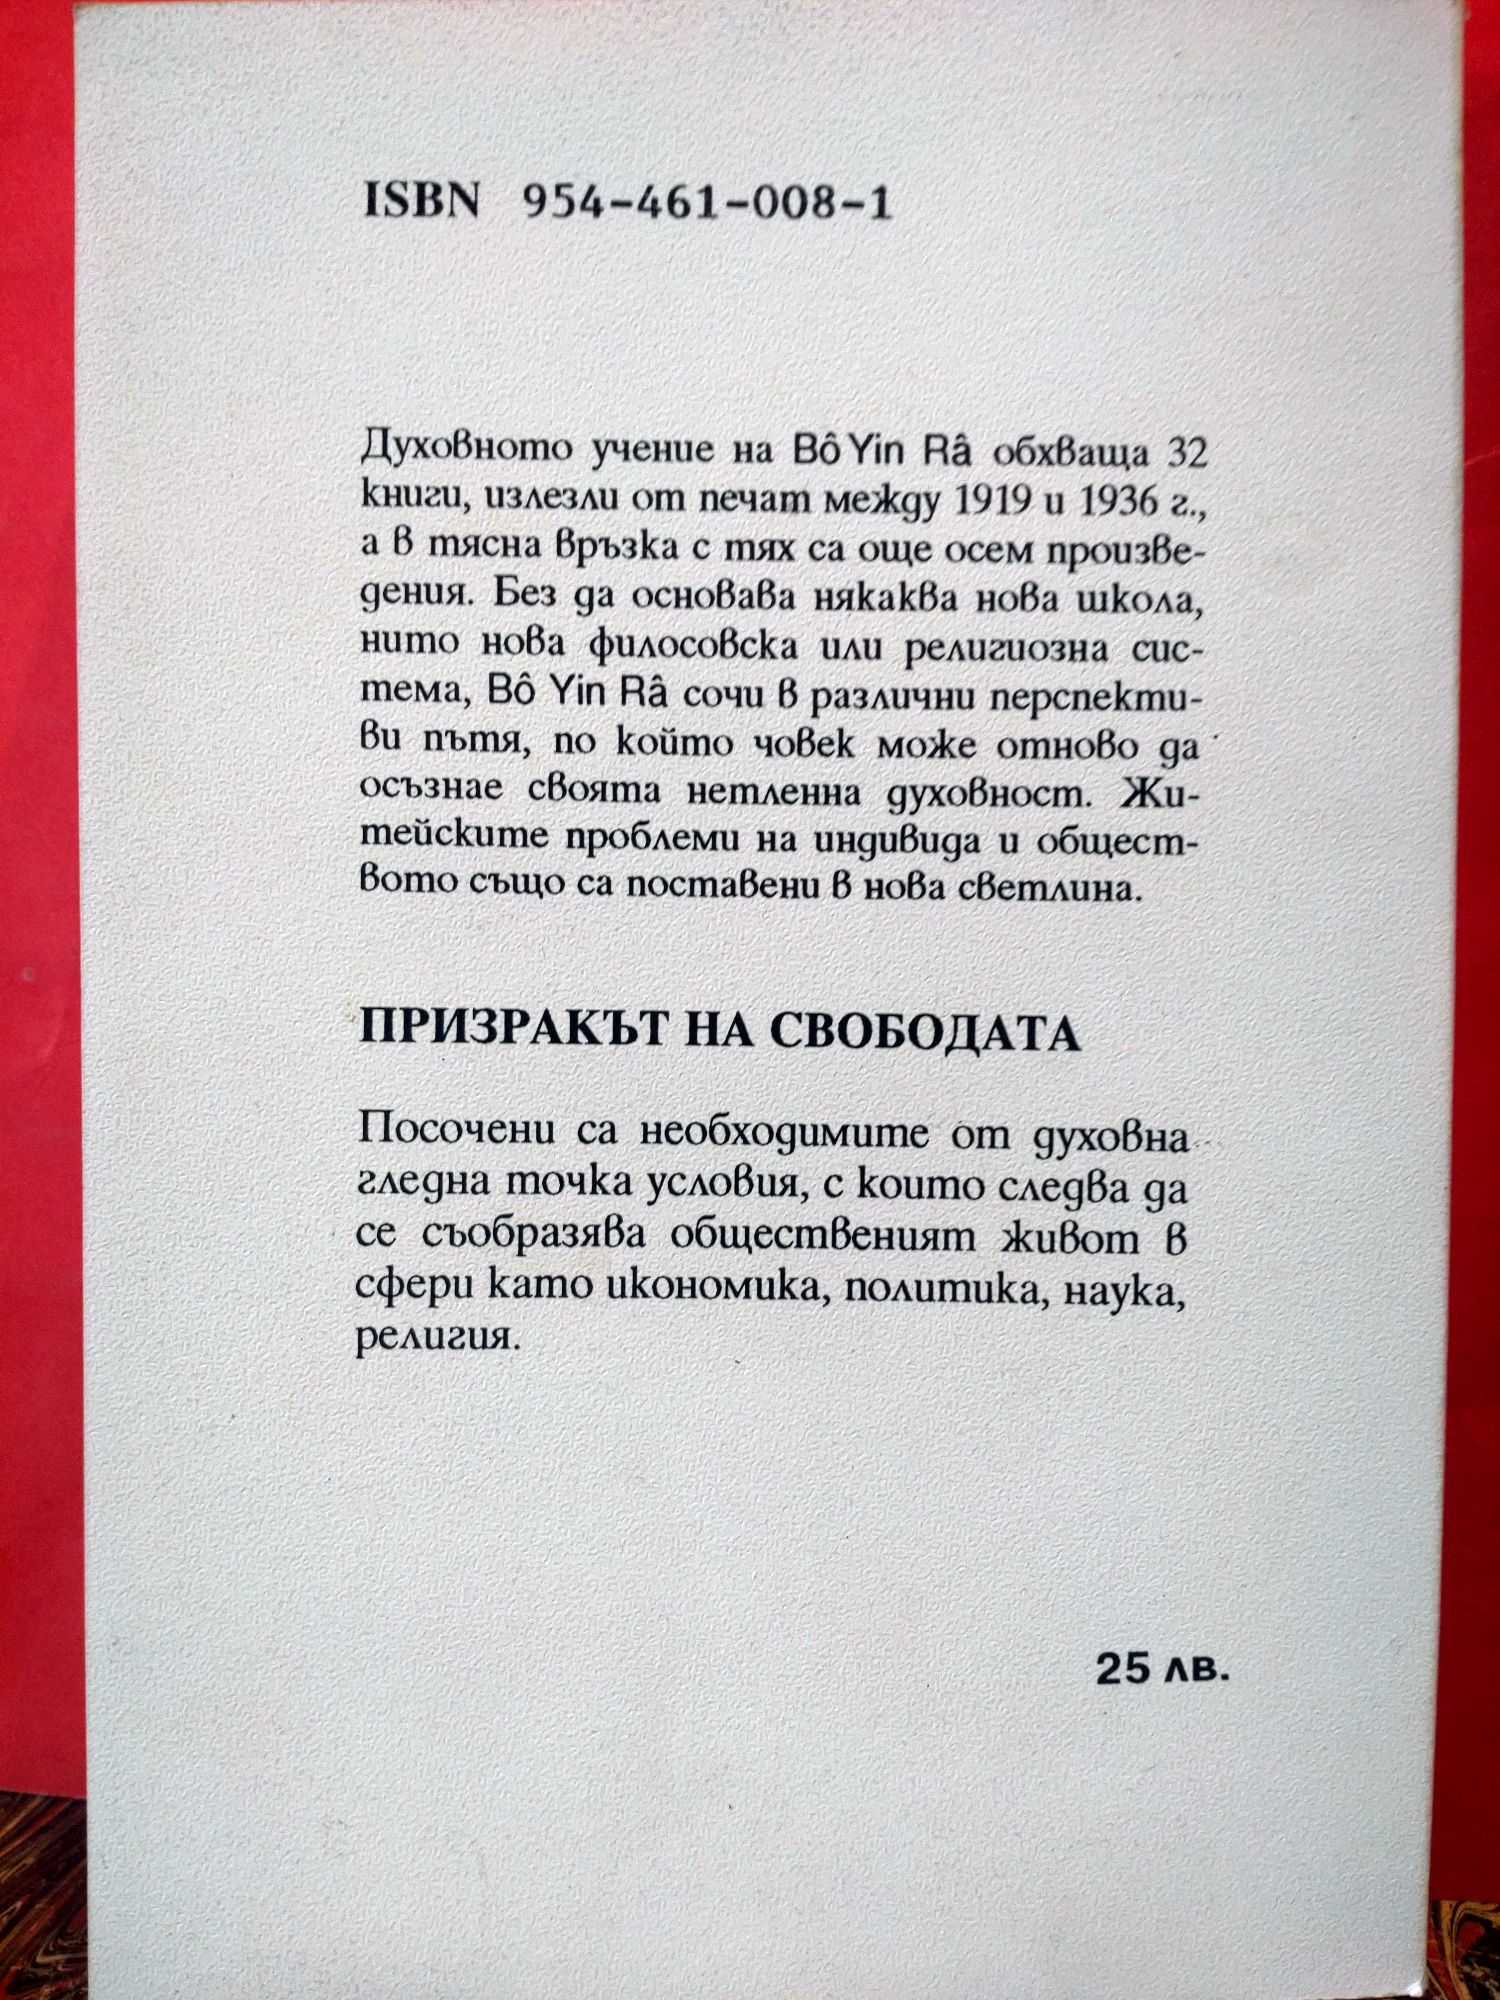 ISBN 954-461-008-1
Духовното учение на Bô Yin Râ обхваща 32
книги, излезли от печат между 1919 и 1936 г.,
а в тясна връзка с тях са още осем произве-
дения. Без да основава някаква нова школа,
нито нова философска или религиозна сис-
тема, Bô Yin Râ сочи в различни перспекти-
ви пътя, по който човек може отново да
осъзнае своята нетленна духовност. Жи-
тейските проблеми на индивида и общест-
вото също са поставени в нова светлина.
ПРИЗРАКЪТ НА СВОБОДАТА
Посочени са необходимите от духовна
гледна точка условия, с които следва да
се съобразява общественият живот в
сфери като икономика, политика, наука,
религия.
25 лв.